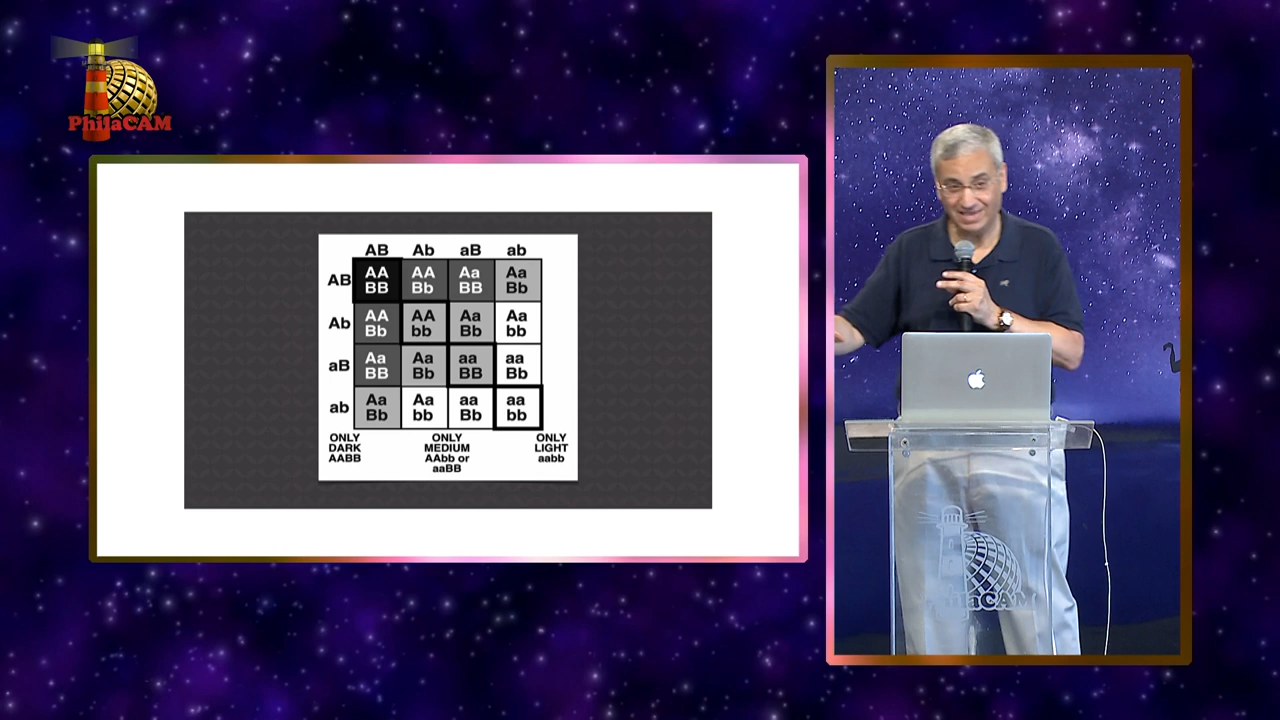 PhilaCAM
AB Ab aB ab
AB AA BB AA Bb Aa BB Aa Bb
Ab AA Bb AA bb Aa Bb Aa bb
aB Aa BB Aa Bb aa BB aa Bb
ab Aa Bb Aa bb aa Bb aa bb
ONLY
DARK
AABB
ONLY
MEDIUM
AAbb or
aaBB
ONLY
LIGHT
aabb
PhilaCAM